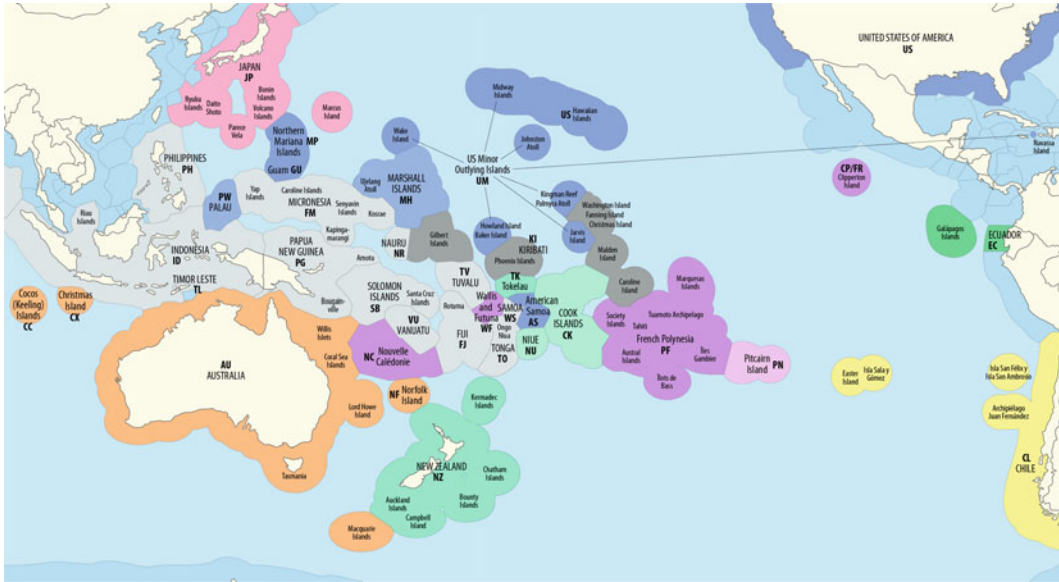 UNITED STATES OF AMERICA
US
JAPAN
JP
Ryuku
Islands
Daito
Shoto
Bonin
Islands
Volcano
Islands
Parece
Vela
Marcus
Island
Midway
Islands
US Hawaiian
Islands
Northern
Mariana MP
Islands
Guam GU
Wake
Island
Johnston
Atoll
US Minor
Outlying Islands
UM
Navassa
Island
PHILIPPINES
PH
PW
PALAU
Yap
Islands
Caroline Islands
MICRONESIA
FM
Senyavin
Islands
Kosrae
Ujelang
Atoll
MARSHALL
ISLANDS
MH
CP/FR
Clipperton
Island
Kingman Reef
Palmyra Atoll
Washington Island
Fanning Island
Christmas Island
Howland Island
Baker Island
Jarvis
Island
Riau
Islands
Kapinga-
marangi
Gilbert
Islands
NAURU
NR
KI
KIRIBATI
Phoenix Islands
Malden
Island
Galápagos
Islands
ECUADOR
EC
INDONESIA
ID
PAPUA
NEW GUINEA
PG
TIMOR LESTE
TL
TV
TUVALU
TK
Tokelau
Caroline
Island
Marquesas
Islands
Cocos
(Keeling)
Islands
CC
Christmas
Island
CX
Bougain-
ville
SOLOMON
ISLANDS
SB
Santa Cruz
Islands
Rotuma
Wallis
and
Futuna
WF
SAMOA
WS
American
Samoa
AS
COOK
ISLANDS
CK
Society
Islands
Tahiti
Tuamoto Archipelago
French Polynesia
PF
Austral
Islands
Îles
Gambier
Îlots de
Bass
Pitcairn
Island PN
Willis
Islets
Coral Sea
Islands
VU
VANUATU
FIJI
FJ
Ongo
Niua
TONGA
TO
NIUE
NU
NC Nouvelle
Calédonie
AU
AUSTRALIA
NF Norfolk
Island
Lord Howe
Island
Kermadec
Islands
Easter
Island
Isla Sala y
Gómez
Isla San Félix y
Isla San Ambrosio
Archipiélago
Juan Fernández
CL
CHILE
Tasmania
NEW ZEALAND
NZ
Chatham
Islands
Auckland
Islands
Campbell
Island
Bounty
Islands
Macquarie
Islands